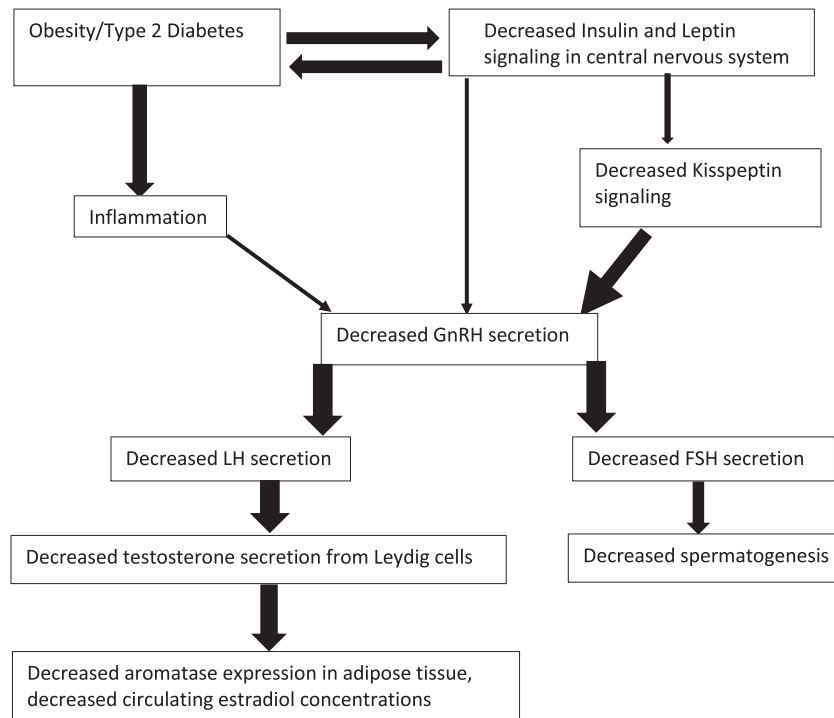 Obesity/Type 2 Diabetes
Decreased Insulin and Leptin
signaling in central nervous system
Decreased Kisspeptin
signaling
Inflammation
Decreased GnRH secretion
Decreased LH secretion
Decreased FSH secretion
Decreased testosterone secretion from Leydig cells
Decreased spermatogenesis
Decreased aromatase expression in adipose tissue,
decreased circulating estradiol concentrations